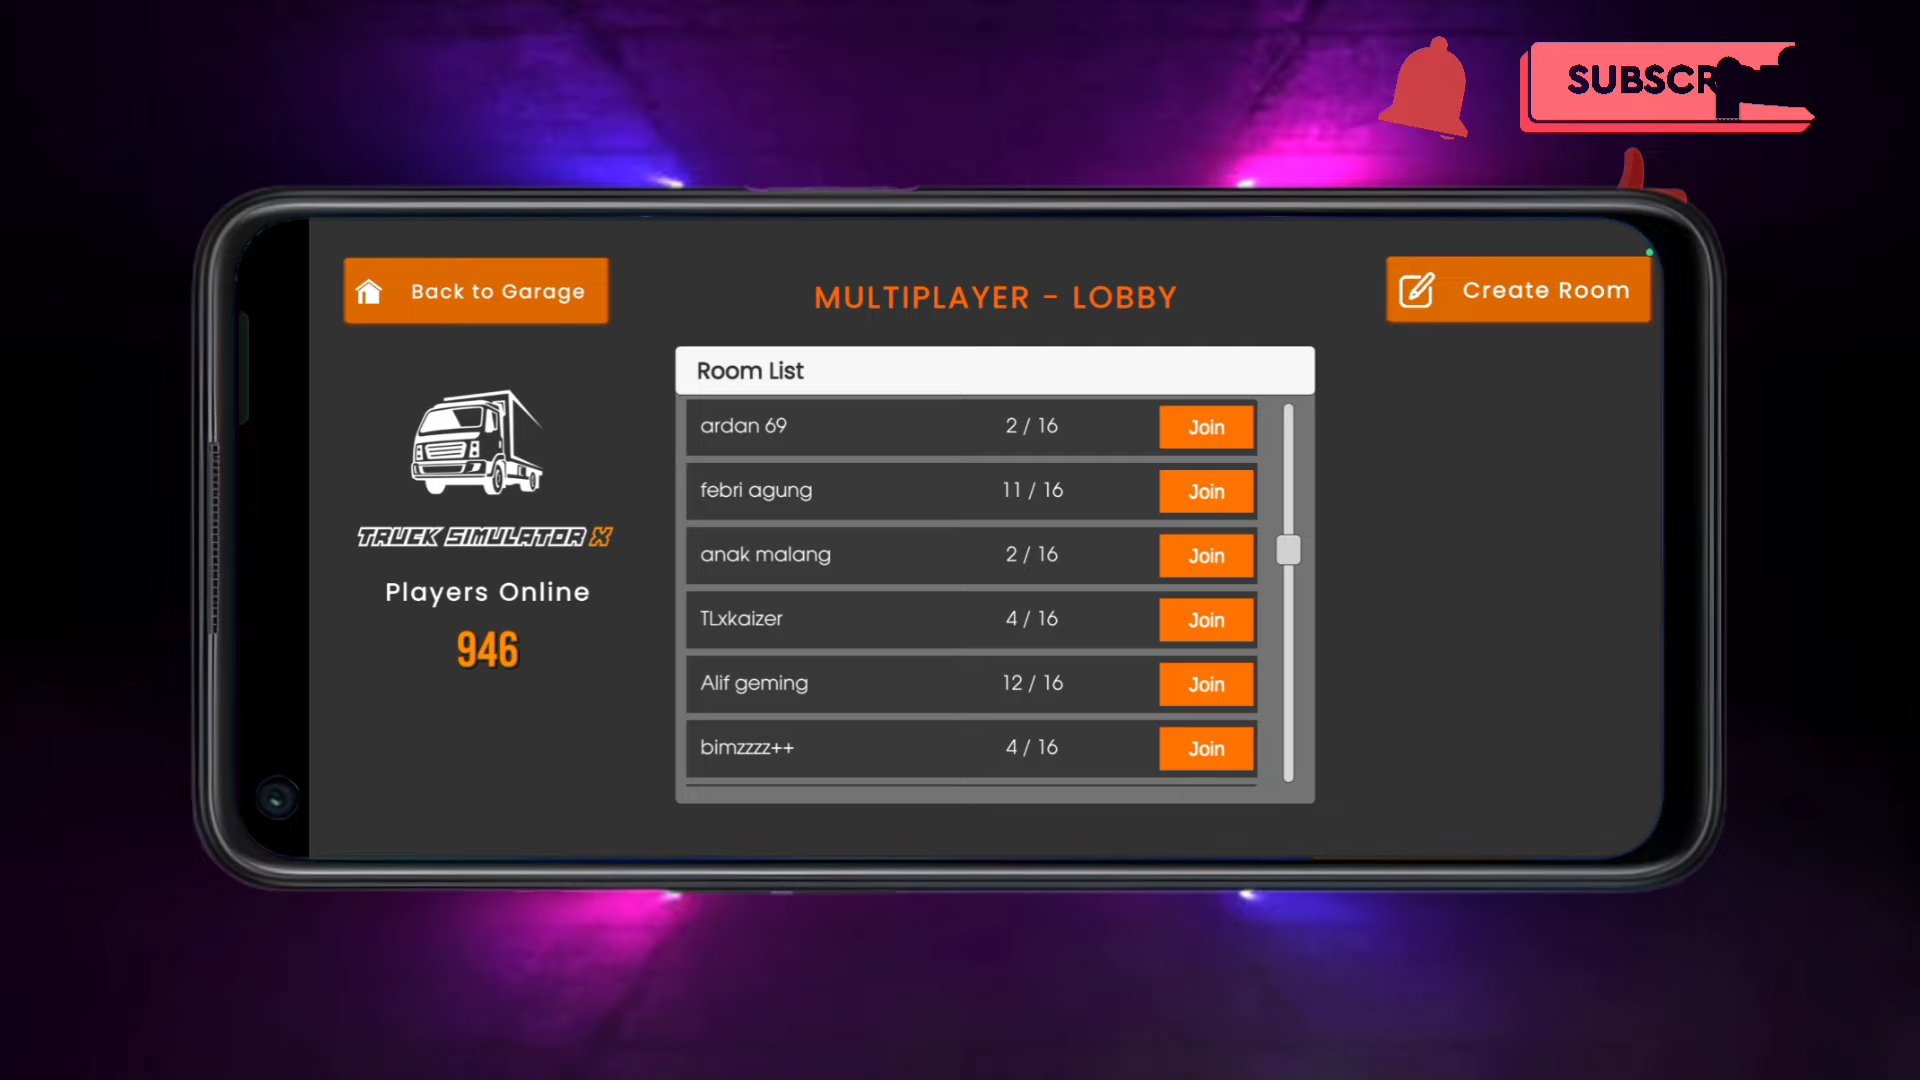 SUBSCR
Back to Garage
MULTIPLAYER - LOBBY
Create Room
Room List
ardan 69 2 / 16 Join
febri agung 11 / 16 Join
anak malang 2 / 16 Join
TLxkaizer 4 / 16 Join
Alif geming 12 / 16 Join
bimzzzz++ 4 / 16 Join
TRUCK SIMULATOR X
Players Online
946